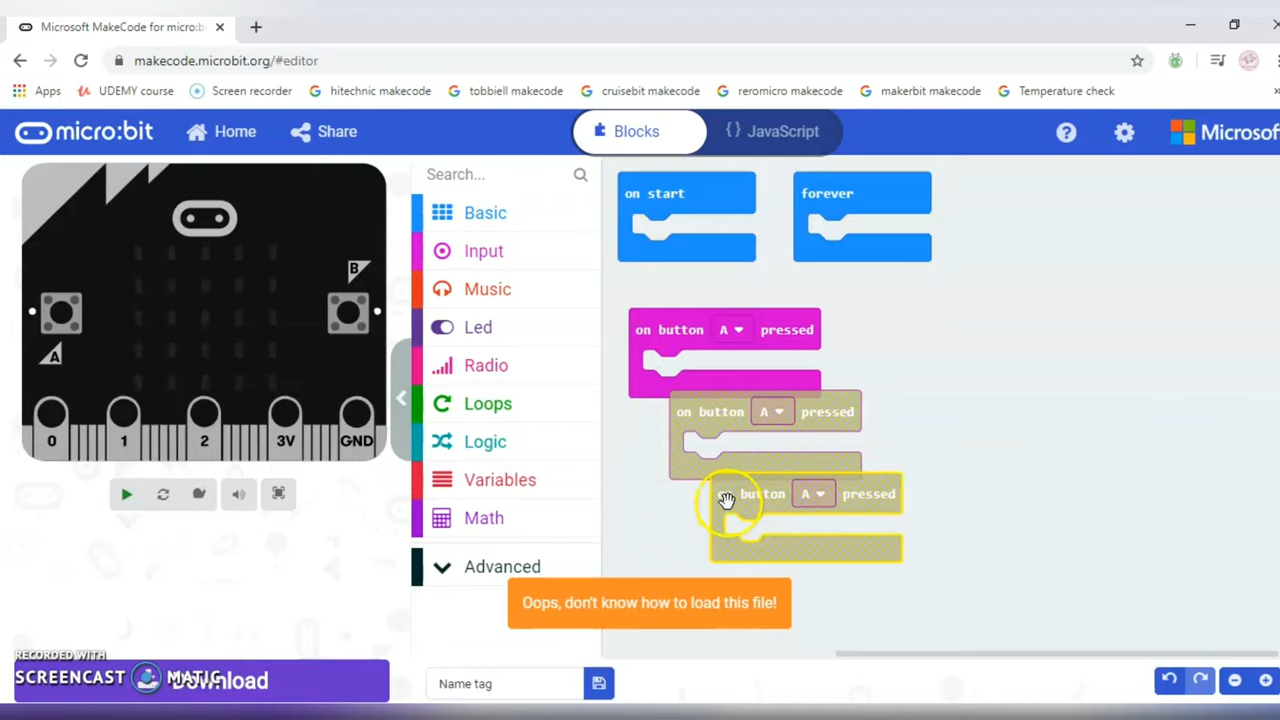 Microsoft MakeCode for micro:b
makecode.microbit.org/#editor
Apps
UDEMY course
Screen recorder
hitechnic makecode
tobbiell makecode
cruisebit makecode
reromicro makecode
makerbit makecode
Temperature check
micro:bit
Home
Share
Blocks
{} JavaScript
?
Microsoft
Search...
Basic
Input
Music
Led
Radio
Loops
Logic
Variables
Math
Advanced
B
A
0 1 2 3V GND
on start
forever
on button A pressed
on button A pressed
button A pressed
Oops, don't know how to load this file!
RECORDED WITH
SCREENCAST MATIC
Download
Name tag